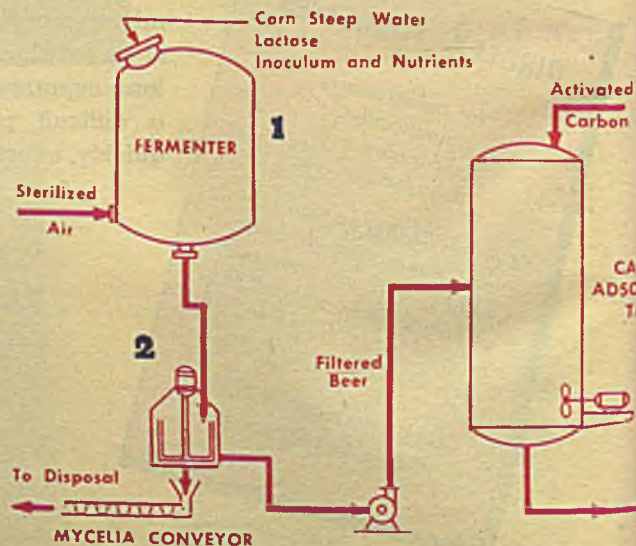 Corn Steep Water
Lactose
Inoculum and Nutrients
1
FERMENTER
Sterilized
Air
Activated
Carbon
2
Filtered
Beer
To Disposal
MYCELIA CONVEYOR